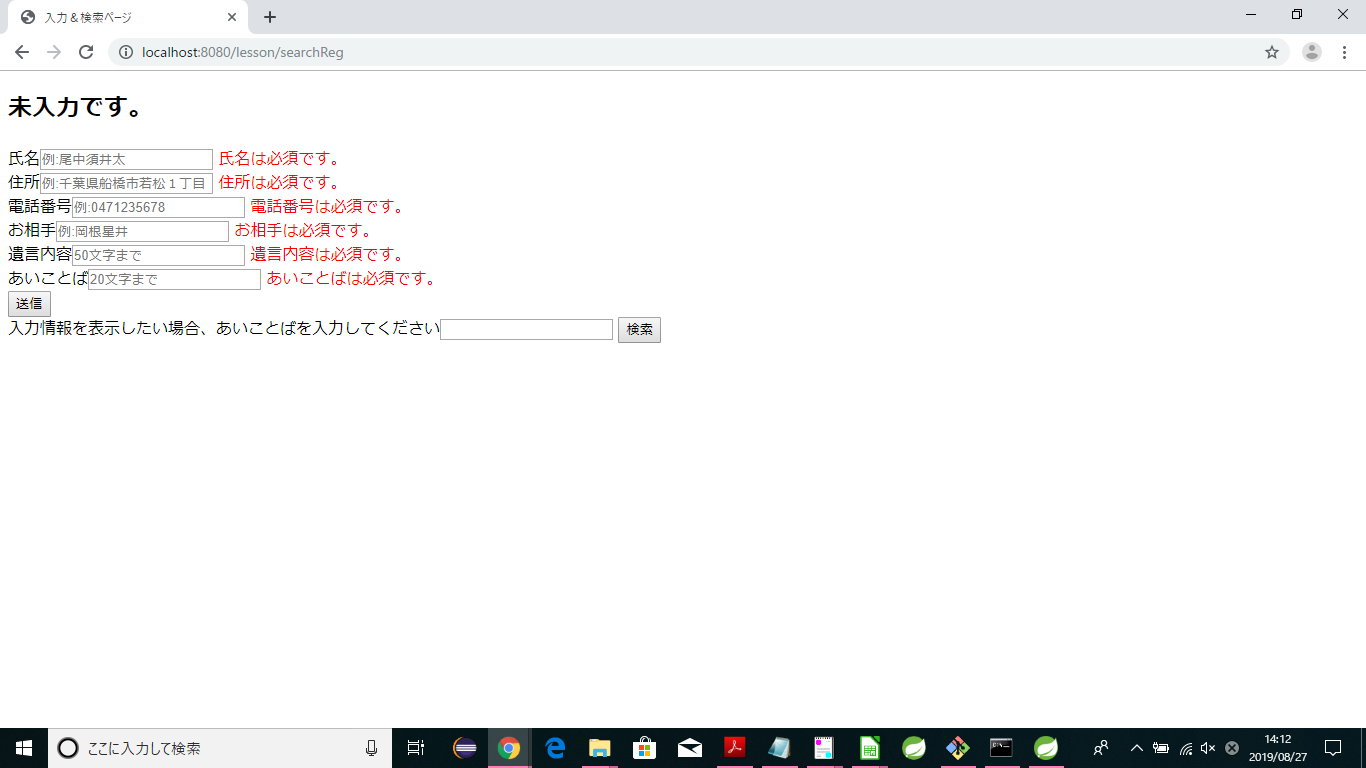 入力＆検索ページ
localhost:8080/lesson/searchReg
未入力です。
氏名 例:尾中須井太 氏名は必須です。
住所 例:千葉県船橋市若松１丁目 住所は必須です。
電話番号 例:0471235678 電話番号は必須です。
お相手 例:岡根星井 お相手は必須です。
遺言内容 50文字まで 遺言内容は必須です。
あいことば 20文字まで あいことばは必須です。
送信
入力情報を表示したい場合、あいことばを入力してください 検索
ここに入力して検索
14:12
2019/08/27